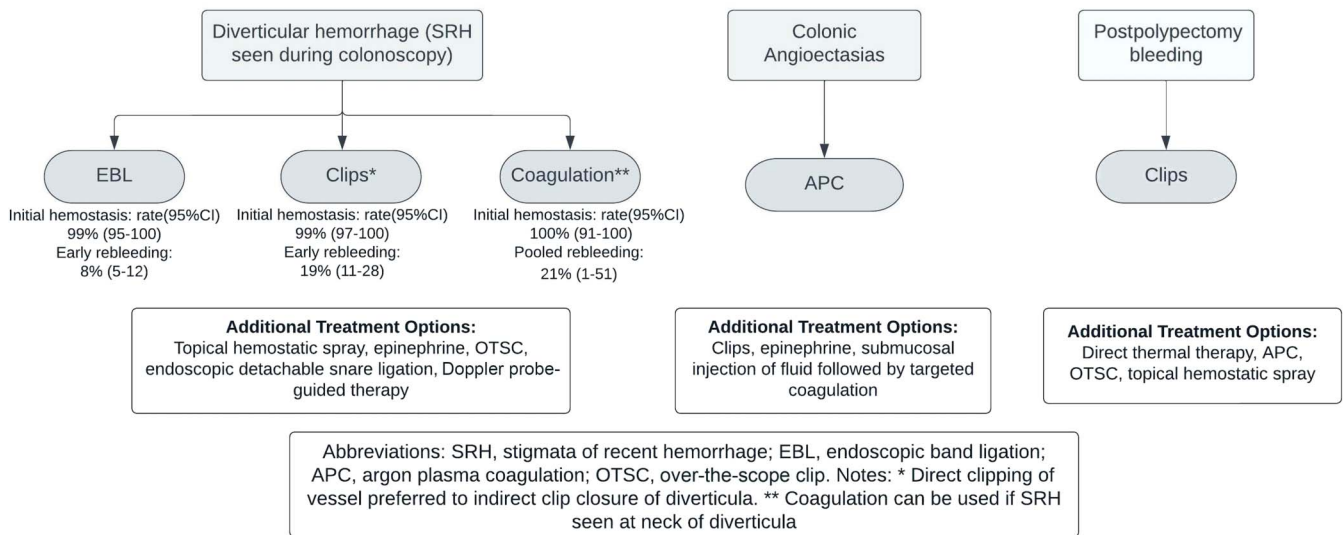 Diverticular hemorrhage (SRH
seen during colonoscopy)
Colonic
Angioectasias
Postpolypectomy
bleeding
EBL
Clips*
Coagulation**
APC
Clips
Initial hemostasis: rate(95%CI)
99% (95-100)
Early rebleeding:
8% (5-12)
Initial hemostasis: rate(95%CI)
99% (97-100)
Early rebleeding:
19% (11-28)
Initial hemostasis: rate(95%CI)
100% (91-100)
Pooled rebleeding:
21% (1-51)
Additional Treatment Options:
Topical hemostatic spray, epinephrine, OTSC,
endoscopic detachable snare ligation, Doppler probe-
guided therapy
Additional Treatment Options:
Clips, epinephrine, submucosal
injection of fluid followed by targeted
coagulation
Additional Treatment Options:
Direct thermal therapy, APC,
OTSC, topical hemostatic spray
Abbreviations: SRH, stigmata of recent hemorrhage; EBL, endoscopic band ligation;
APC, argon plasma coagulation; OTSC, over-the-scope clip. Notes: * Direct clipping of
vessel preferred to indirect clip closure of diverticula. ** Coagulation can be used if SRH
seen at neck of diverticula